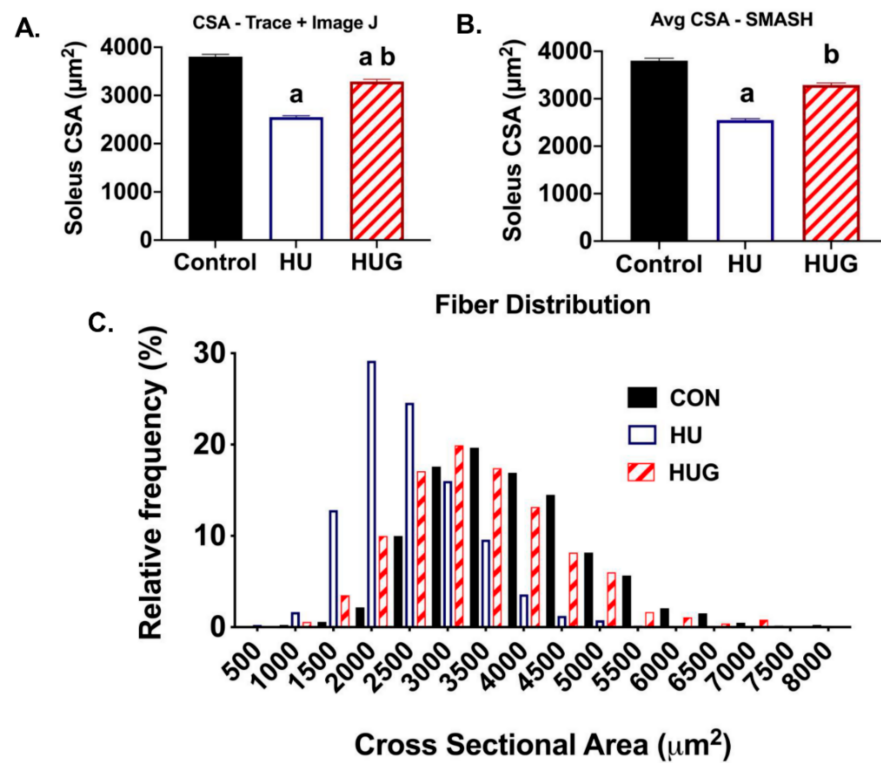 A.
CSA - Trace + Image J
Soleus CSA (μm²)
4000
3000
2000
1000
0
a
a b
Control HU HUG
B.
Avg CSA - SMASH
Soleus CSA (μm²)
4000
3000
2000
1000
0
a
b
Control HU HUG
C.
Fiber Distribution
Relative frequency (%)
30
20
10
0
CON
HU
HUG
500 1000 1500 2000 2500 3000 3500 4000 4500 5000 5500 6000 6500 7000 7500 8000
Cross Sectional Area (μm²)